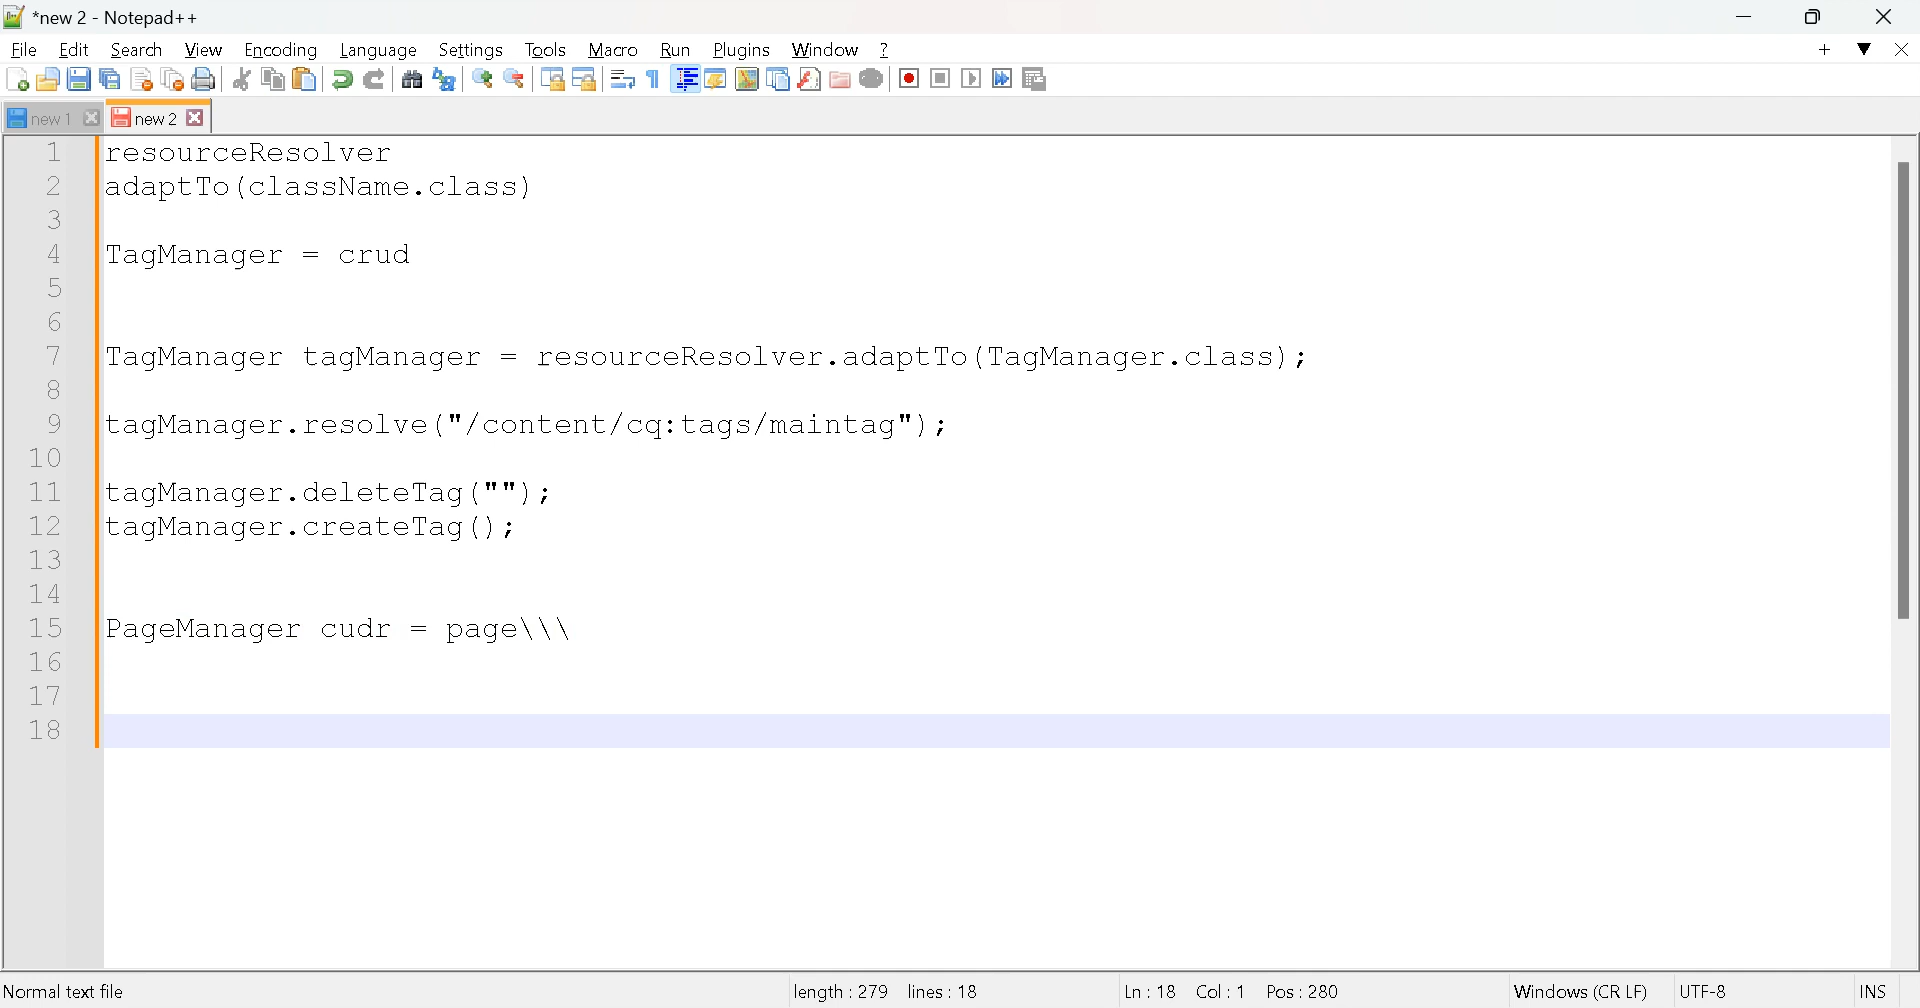 *new 2 - Notepad++
File Edit Search View Encoding Language Settings Tools Macro Run Plugins Window ?
new 1 new 2
1 resourceResolver
2 adaptTo(className.class)
3
4 TagManager = crud
5
6
7 TagManager tagManager = resourceResolver.adaptTo(TagManager.class);
8
9 tagManager.resolve("/content/cq:tags/maintag");
10
11 tagManager.deleteTag("");
12 tagManager.createTag();
13
14
15 PageManager cudr = page\\\
16
17
18
Normal text file length : 279 lines : 18 Ln : 18 Col : 1 Pos : 280 Windows (CR LF) UTF-8 INS